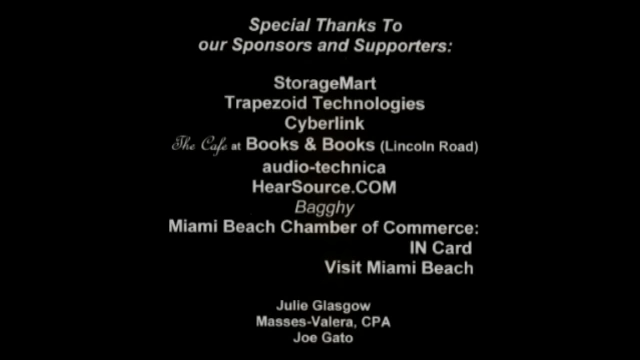 Special Thanks To
our Sponsors and Supporters:
StorageMart
Trapezoid Technologies
Cyberlink
The Cafe at Books & Books (Lincoln Road)
audio-technica
HearSource.COM
Bagghy
Miami Beach Chamber of Commerce:
IN Card
Visit Miami Beach
Julie Glasgow
Masses-Valera, CPA
Joe Gato